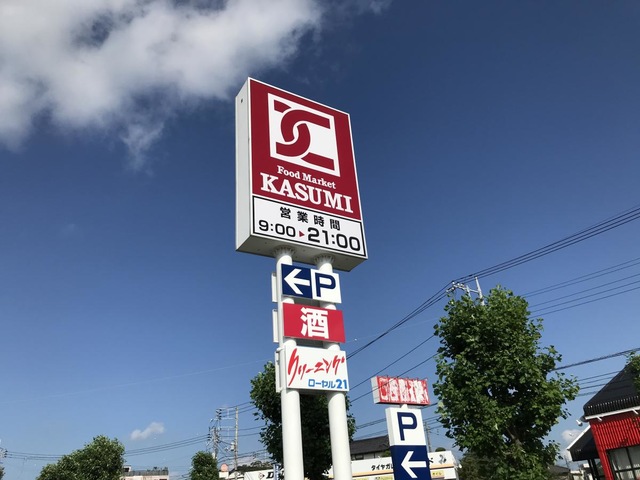 Food Market
KASUMI
営業時間
9:00▶21:00
←P
酒
クリーニング
ローヤル21
P
←